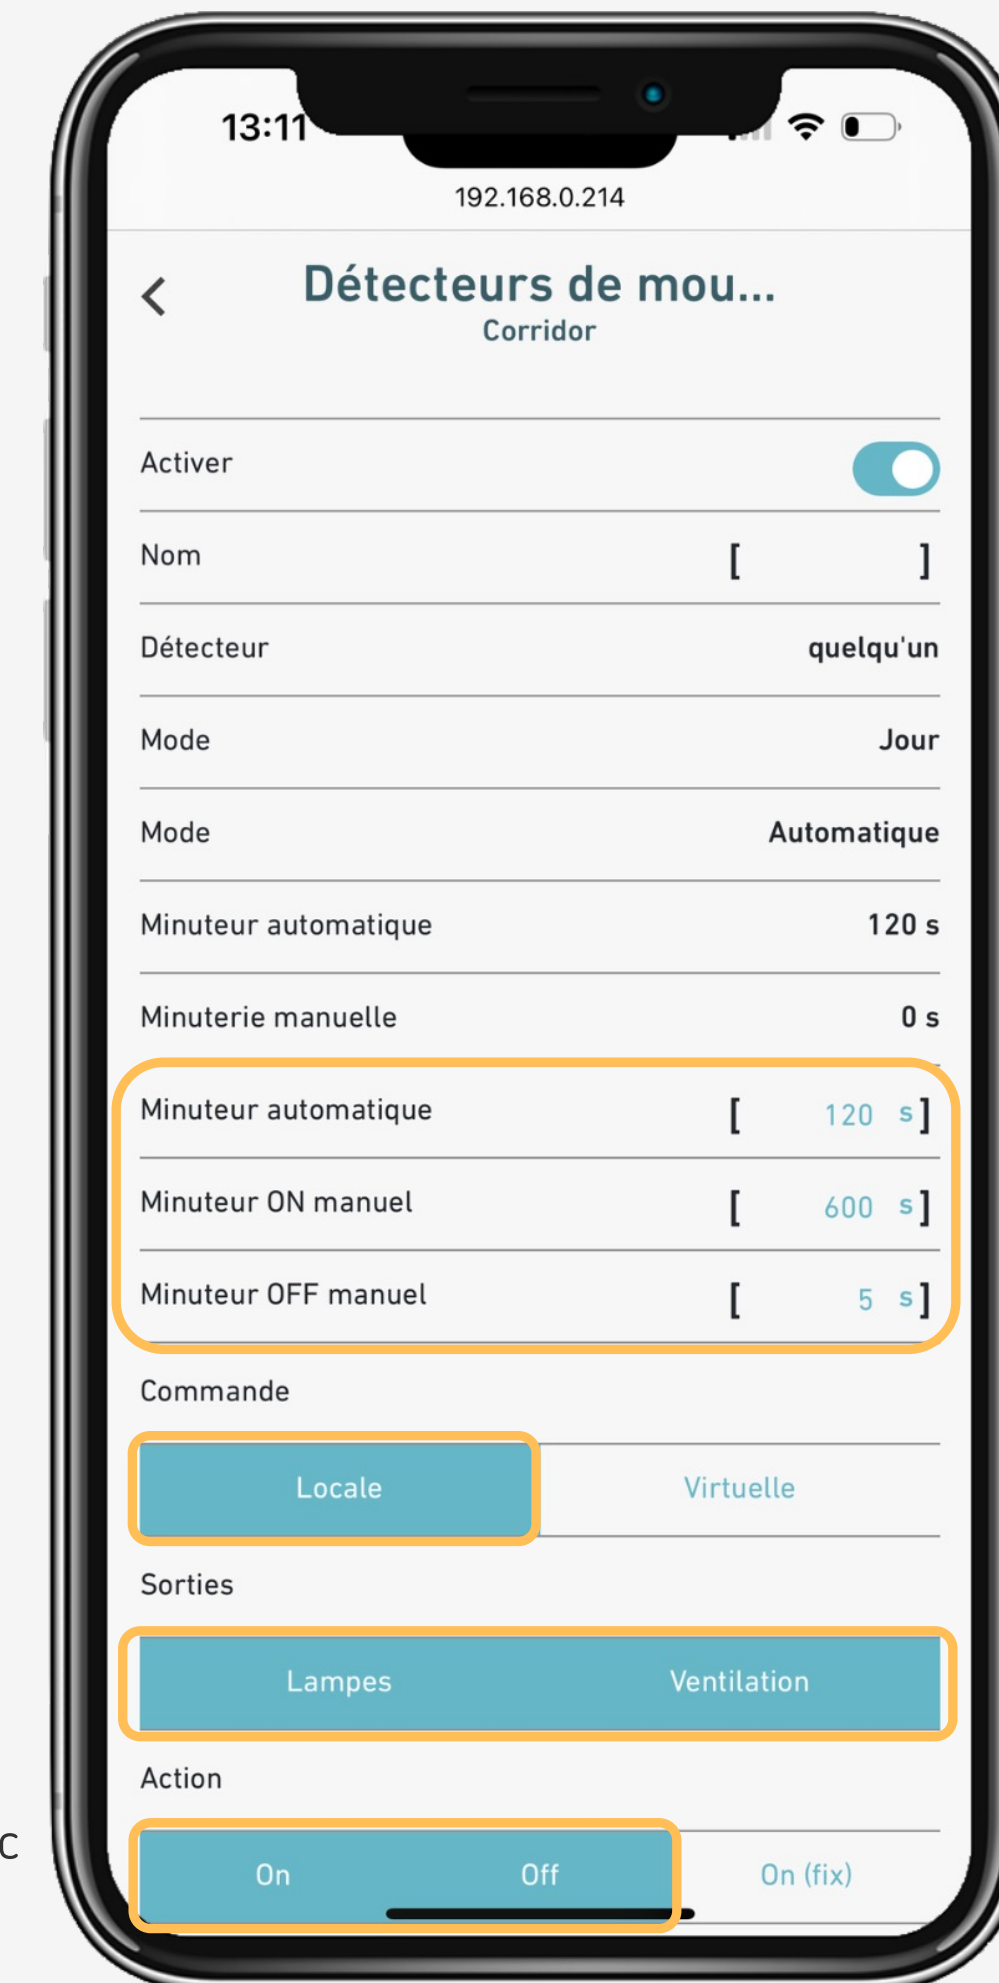 13:11
192.168.0.214
Détecteurs de mou...
Corridor
Activer
Nom [ ]
Détecteur quelqu'un
Mode Jour
Mode Automatique
Minuteur automatique 120 s
Minuterie manuelle 0 s
Minuteur automatique [ 120 s]
Minuteur ON manuel [ 600 s]
Minuteur OFF manuel [ 5 s]
Commande
Locale Virtuelle
Sorties
Lampes Ventilation
Action
c
On Off On (fix)